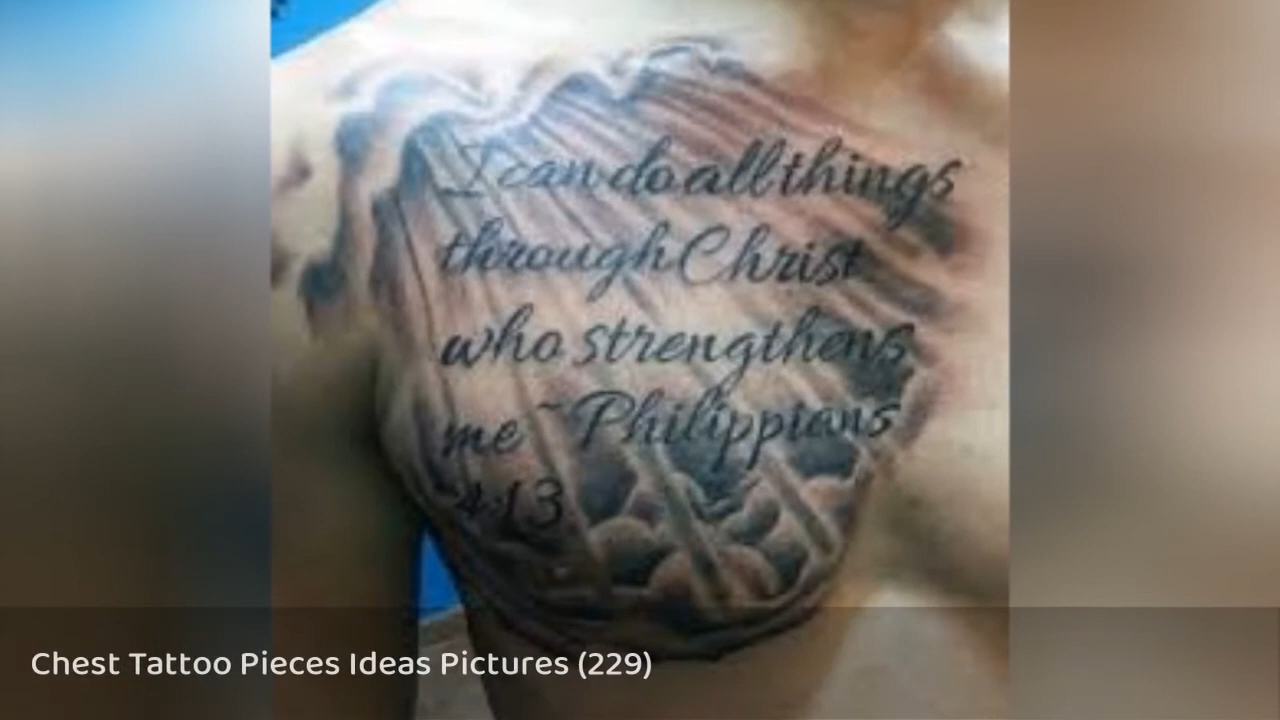 I can do all things
through Christ
who strengthens
me ~ Philippians
4:13
Chest Tattoo Pieces Ideas Pictures (229)